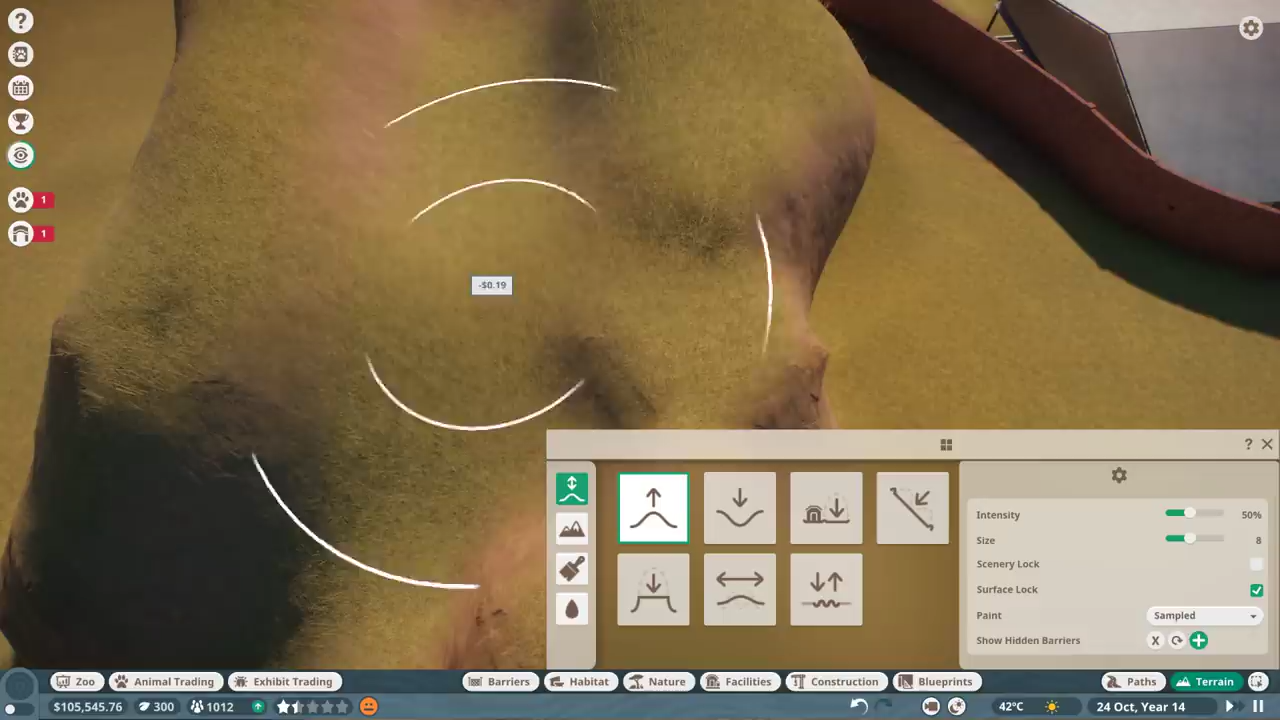 ?
1
1
-$0.19
? X
Intensity 50%
Size 8
Scenery Lock
Surface Lock
Paint Sampled
Show Hidden Barriers X
Zoo Animal Trading Exhibit Trading Barriers Habitat Nature Facilities Construction Blueprints Paths Terrain
$105,545.76 300 1012 42°C 24 Oct, Year 14